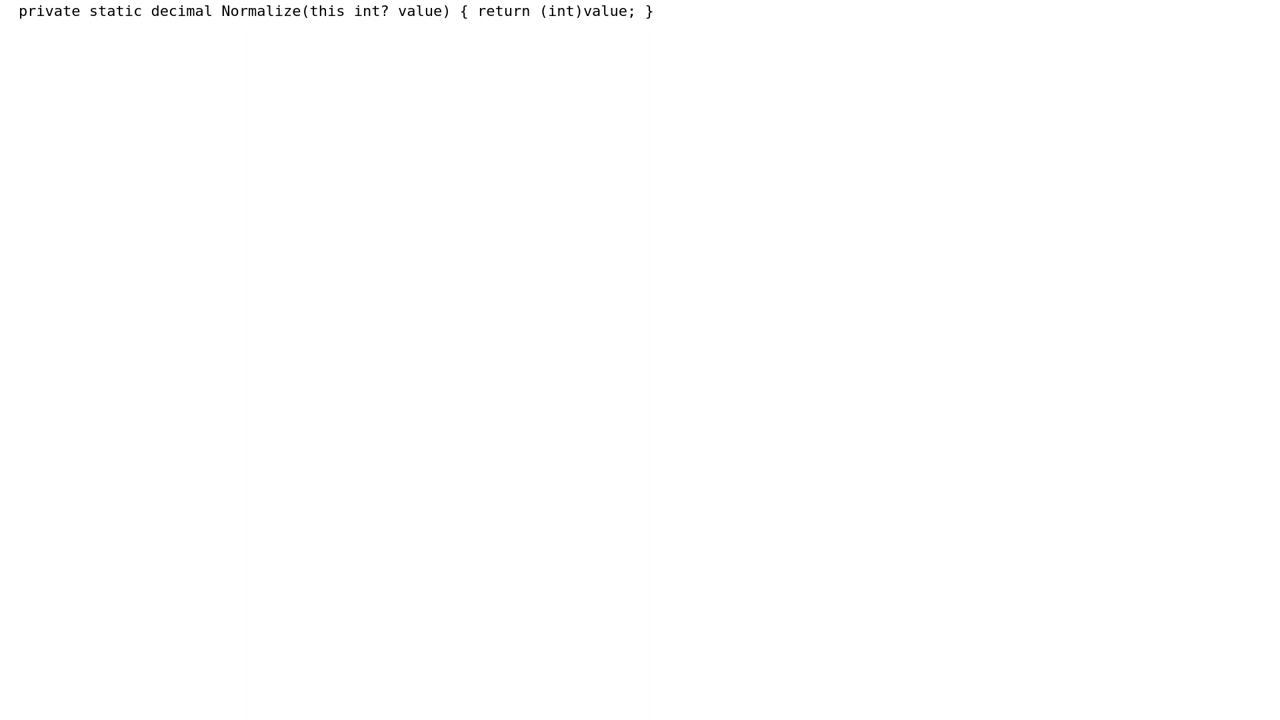 private static decimal Normalize(this int? value) { return (int)value; }